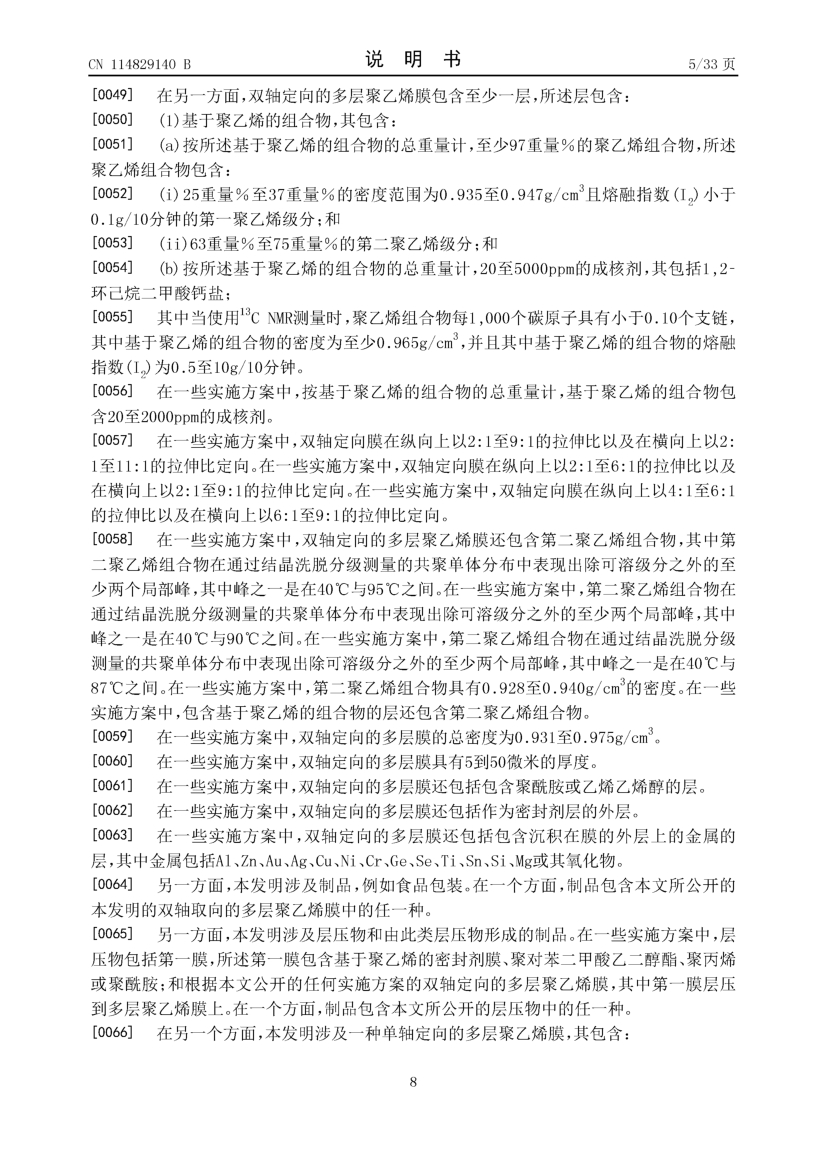 CN 114829140 B
说 明 书
5/33 页
[0049] 在另一方面,双轴定向的多层聚乙烯膜包含至少一层,所述层包含:
[0050] (1)基于聚乙烯的组合物,其包含:
[0051] (a)按所述基于聚乙烯的组合物的总重量计,至少97重量%的聚乙烯组合物,所述
聚乙烯组合物包含:
[0052] (i)25重量%至37重量%的密度范围为0.935至0.947g/cm³且熔融指数(I₂)小于
0.1g/10分钟的第一聚乙烯级分;和
[0053] (ii)63重量%至75重量%的第二聚乙烯级分;和
[0054] (b)按所述基于聚乙烯的组合物的总重量计,20至5000ppm的成核剂,其包括1,2-
环己烷二甲酸钙盐;
[0055] 其中当使用¹³C NMR测量时,聚乙烯组合物每1,000个碳原子具有小于0.10个支链,
其中基于聚乙烯的组合物的密度为至少0.965g/cm³,并且其中基于聚乙烯的组合物的熔融
指数(I₂)为0.5至10g/10分钟。
[0056] 在一些实施方案中,按基于聚乙烯的组合物的总重量计,基于聚乙烯的组合物包
含20至2000ppm的成核剂。
[0057] 在一些实施方案中,双轴定向膜在纵向上以2:1至9:1的拉伸比以及在横向上以2:
1至11:1的拉伸比定向。在一些实施方案中,双轴定向膜在纵向上以2:1至6:1的拉伸比以及
在横向上以2:1至9:1的拉伸比定向。在一些实施方案中,双轴定向膜在纵向上以4:1至6:1
的拉伸比以及在横向上以6:1至9:1的拉伸比定向。
[0058] 在一些实施方案中,双轴定向的多层聚乙烯膜还包含第二聚乙烯组合物,其中第
二聚乙烯组合物在通过结晶洗脱分级测量的共聚单体分布中表现出除可溶级分之外的至
少两个局部峰,其中峰之一是在40℃与95℃之间。在一些实施方案中,第二聚乙烯组合物在
通过结晶洗脱分级测量的共聚单体分布中表现出除可溶级分之外的至少两个局部峰,其中
峰之一是在40℃与90℃之间。在一些实施方案中,第二聚乙烯组合物在通过结晶洗脱分级
测量的共聚单体分布中表现出除可溶级分之外的至少两个局部峰,其中峰之一是在40℃与
87℃之间。在一些实施方案中,第二聚乙烯组合物具有0.928至0.940g/cm³的密度。在一些
实施方案中,包含基于聚乙烯的组合物的层还包含第二聚乙烯组合物。
[0059] 在一些实施方案中,双轴定向的多层膜的总密度为0.931至0.975g/cm³。
[0060] 在一些实施方案中,双轴定向的多层膜具有5到50微米的厚度。
[0061] 在一些实施方案中,双轴定向的多层膜还包括包含聚酰胺或乙烯乙烯醇的层。
[0062] 在一些实施方案中,双轴定向的多层膜还包括作为密封剂层的外层。
[0063] 在一些实施方案中,双轴定向的多层膜还包括包含沉积在膜的外层上的金属的
层,其中金属包括Al、Zn、Au、Ag、Cu、Ni、Cr、Ge、Se、Ti、Sn、Si、Mg或其氧化物。
[0064] 另一方面,本发明涉及制品,例如食品包装。在一个方面,制品包含本文所公开的
本发明的双轴取向的多层聚乙烯膜中的任一种。
[0065] 另一方面,本发明涉及层压物和由此类层压物形成的制品。在一些实施方案中,层
压物包括第一膜,所述第一膜包含基于聚乙烯的密封剂膜、聚对苯二甲酸乙二醇酯、聚丙烯
或聚酰胺;和根据本文公开的任何实施方案的双轴定向的多层聚乙烯膜,其中第一膜层压
到多层聚乙烯膜上。在一个方面,制品包含本文所公开的层压物中的任一种。
[0066] 在另一个方面,本发明涉及一种单轴定向的多层聚乙烯膜,其包含:
8